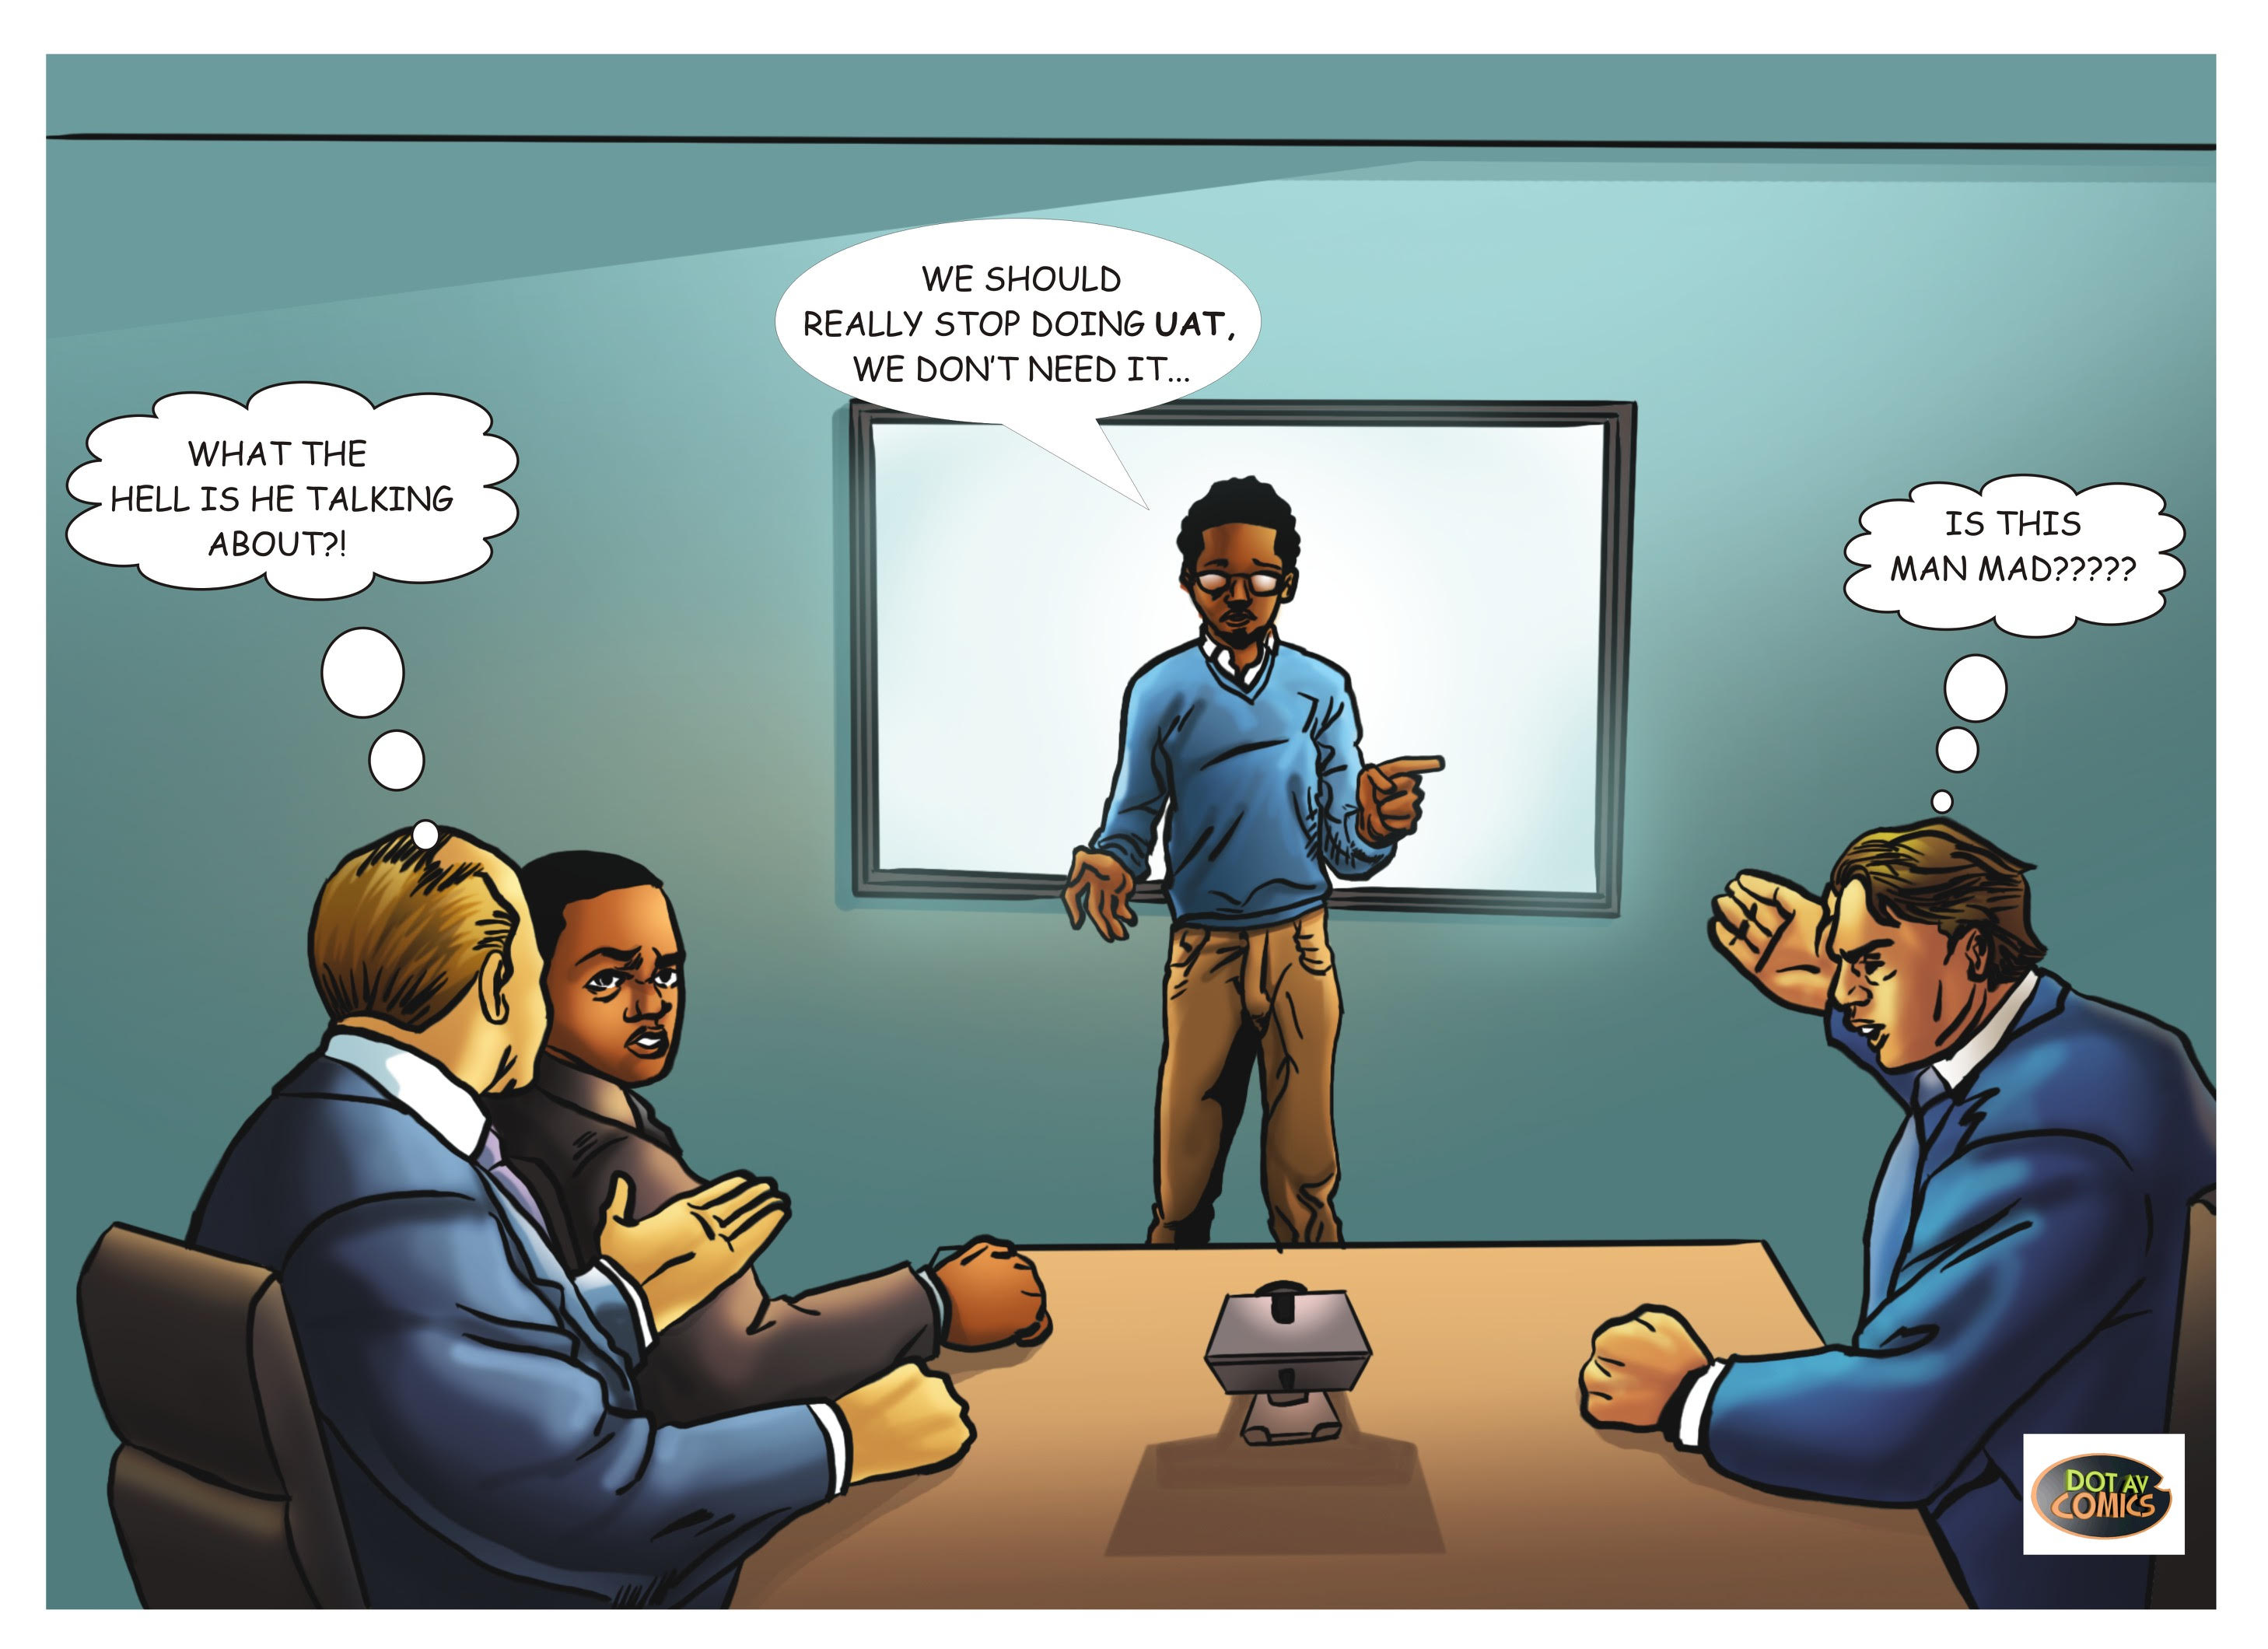 WE SHOULD
REALLY STOP DOING UAT,
WE DON'T NEED IT...
WHAT THE
HELL IS HE TALKING
ABOUT?!
IS THIS
MAN MAD?????
DOT AV
COMICS